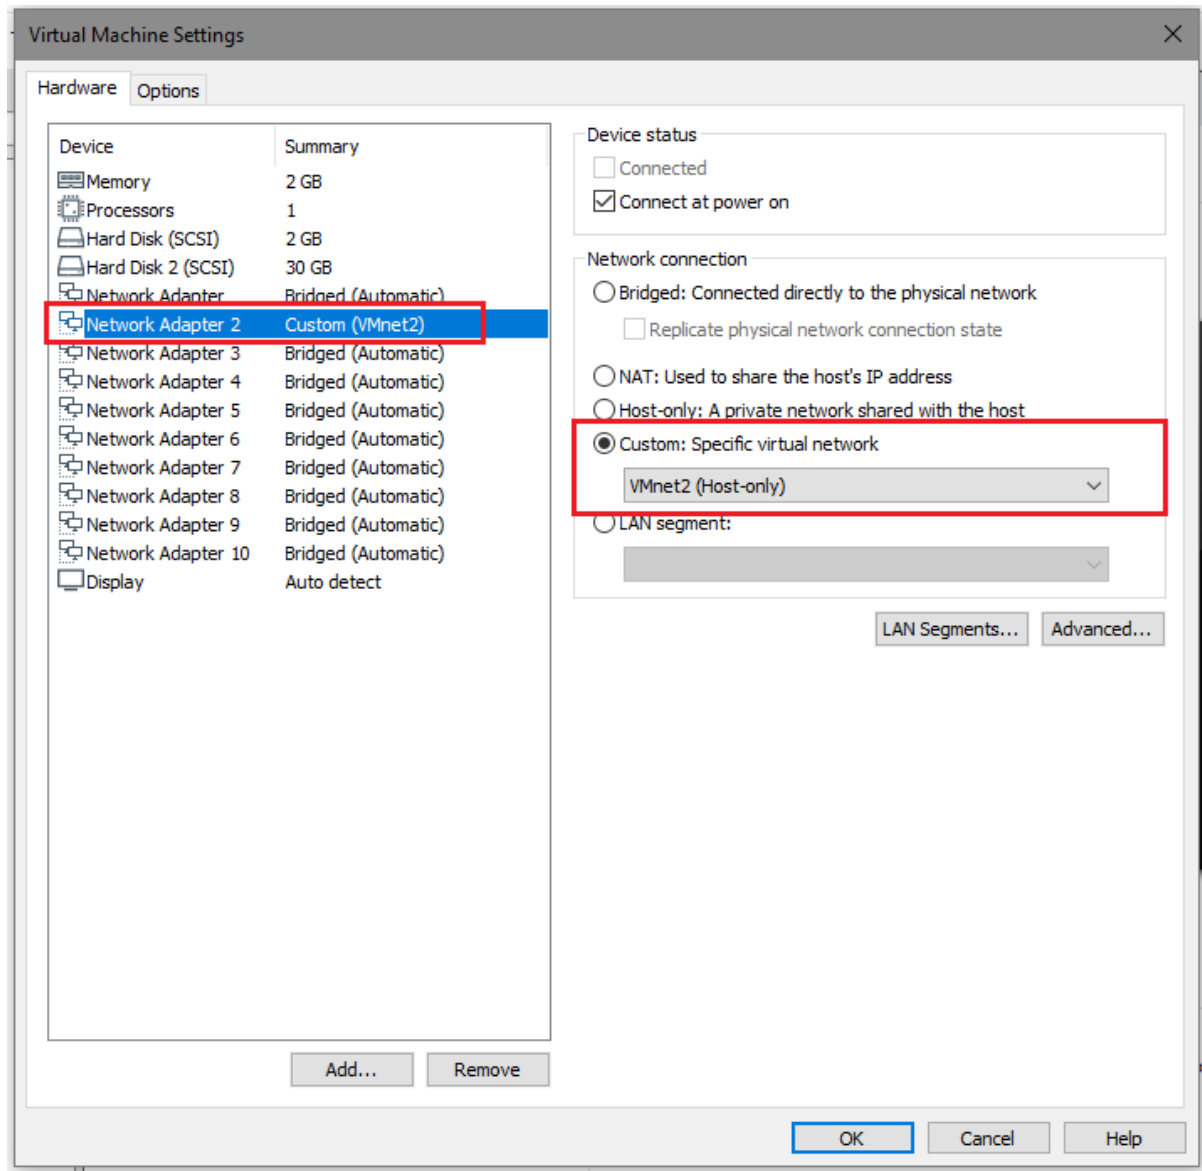 Virtual Machine Settings
Hardware
Options
Device Summary
Memory 2 GB
Processors 1
Hard Disk (SCSI) 2 GB
Hard Disk 2 (SCSI) 30 GB
Network Adapter Bridged (Automatic)
Network Adapter 2 Custom (VMnet2)
Network Adapter 3 Bridged (Automatic)
Network Adapter 4 Bridged (Automatic)
Network Adapter 5 Bridged (Automatic)
Network Adapter 6 Bridged (Automatic)
Network Adapter 7 Bridged (Automatic)
Network Adapter 8 Bridged (Automatic)
Network Adapter 9 Bridged (Automatic)
Network Adapter 10 Bridged (Automatic)
Display Auto detect
Add...
Remove
Device status
Connected
Connect at power on
Network connection
Bridged: Connected directly to the physical network
Replicate physical network connection state
NAT: Used to share the host's IP address
Host-only: A private network shared with the host
Custom: Specific virtual network
VMnet2 (Host-only)
LAN segment:
LAN Segments...
Advanced...
OK
Cancel
Help